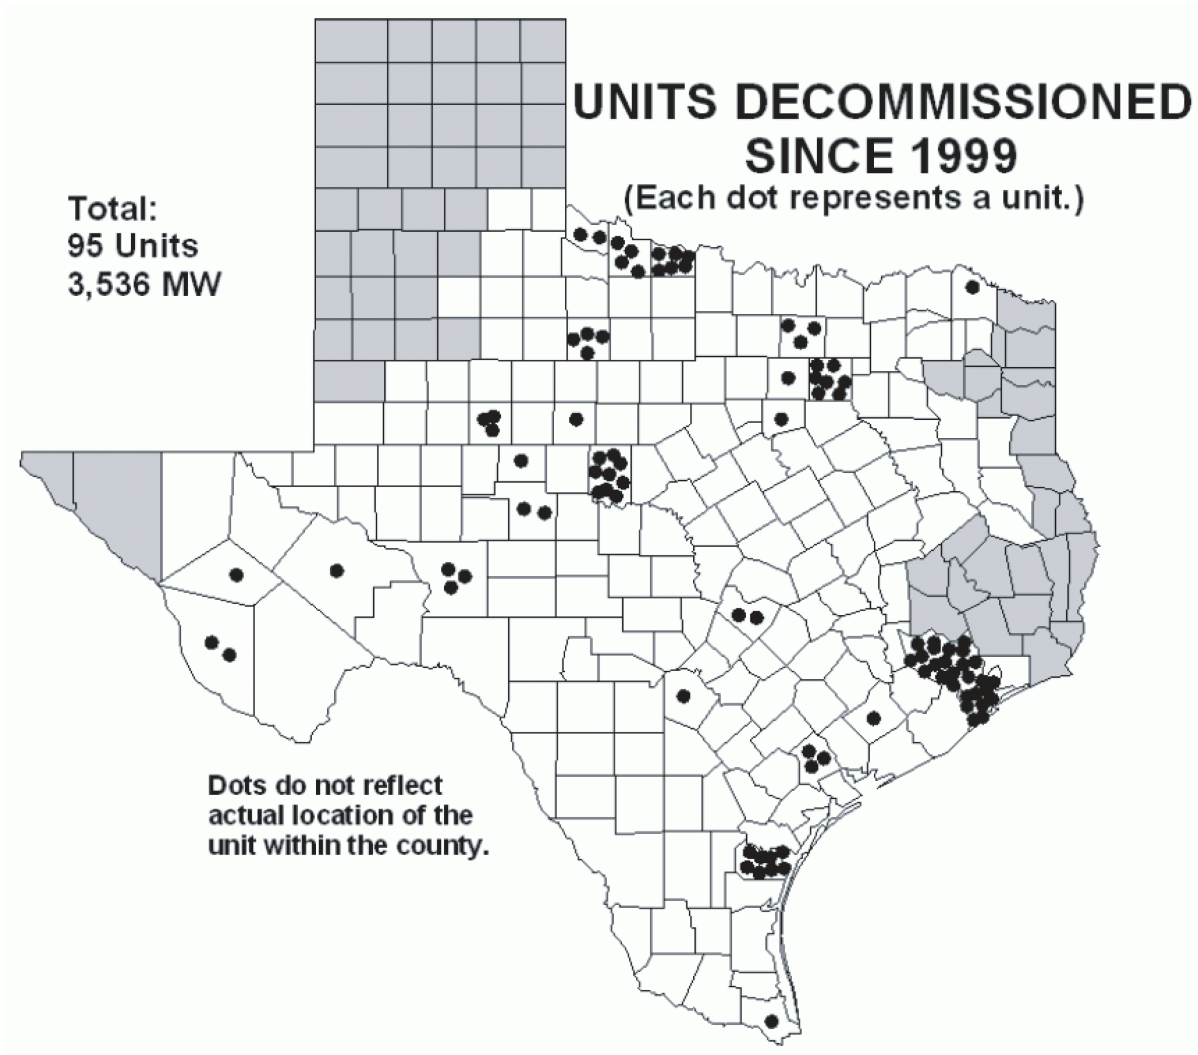 UNITS DECOMMISSIONED
SINCE 1999
(Each dot represents a unit.)
Total:
95 Units
3,536 MW
Dots do not reflect
actual location of the
unit within the county.